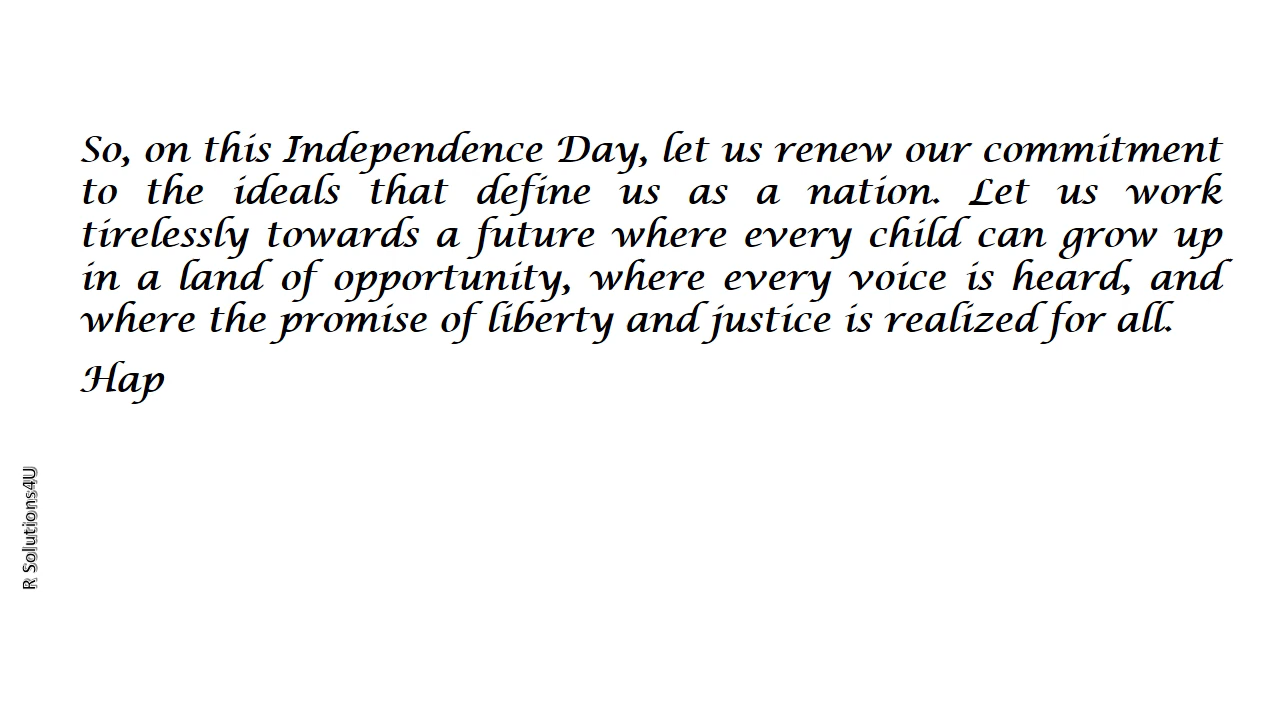 So, on this Independence Day, let us renew our commitment
to the ideals that define us as a nation. Let us work
tirelessly towards a future where every child can grow up
in a land of opportunity, where every voice is heard, and
where the promise of liberty and justice is realized for all.
Hap
R Solutions4U